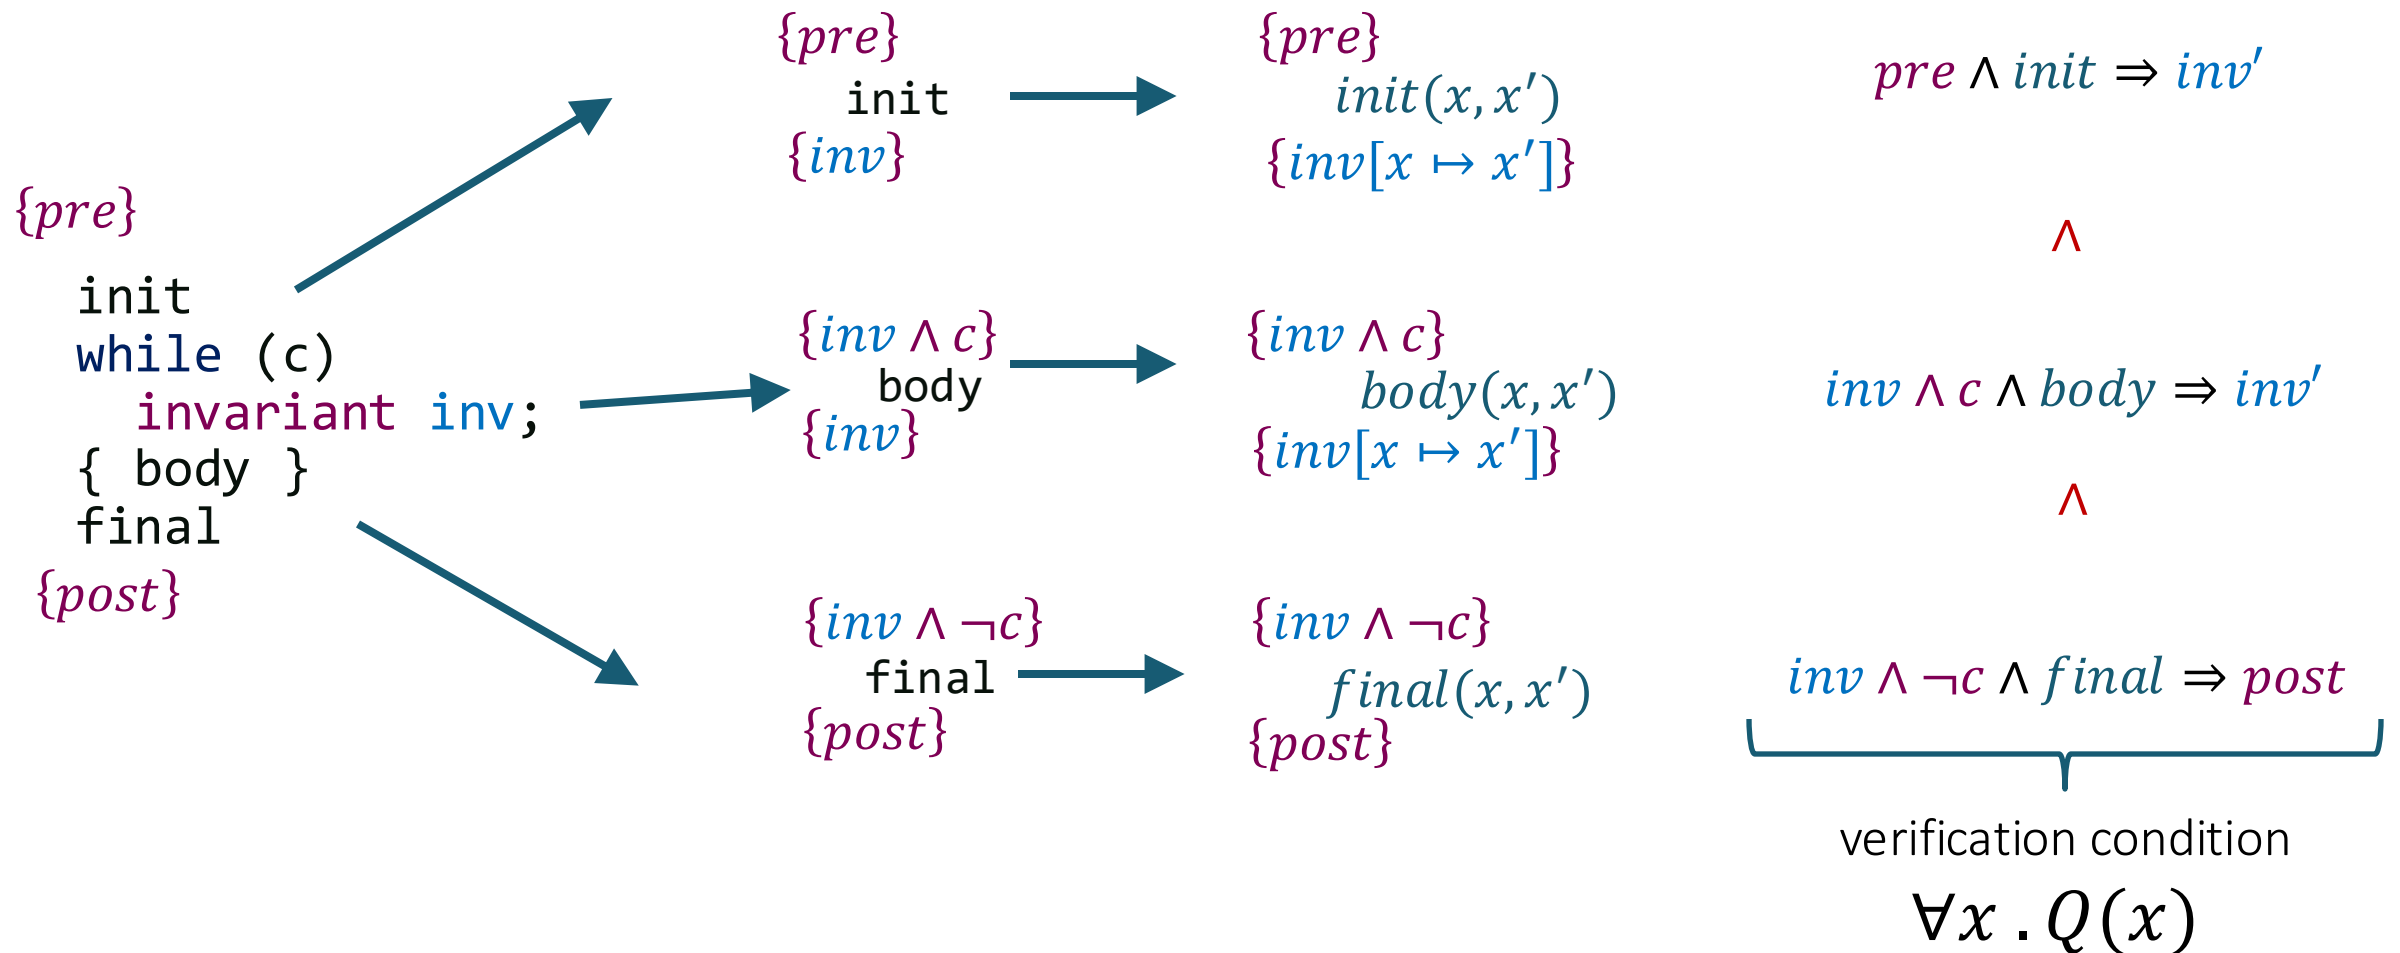 {pre}
init
while (c)
invariant inv;
{ body }
final
{post}
{pre}
init
{inv}
{inv ∧ c}
body
{inv}
{inv ∧ ¬c}
final
{post}
{pre}
init(x, x′)
{inv[x ↦ x′]}
{inv ∧ c}
body(x, x′)
{inv[x ↦ x′]}
{inv ∧ ¬c}
final(x, x′)
{post}
pre ∧ init ⇒ inv′
∧
inv ∧ c ∧ body ⇒ inv′
∧
inv ∧ ¬c ∧ final ⇒ post
verification condition
∀x . Q(x)